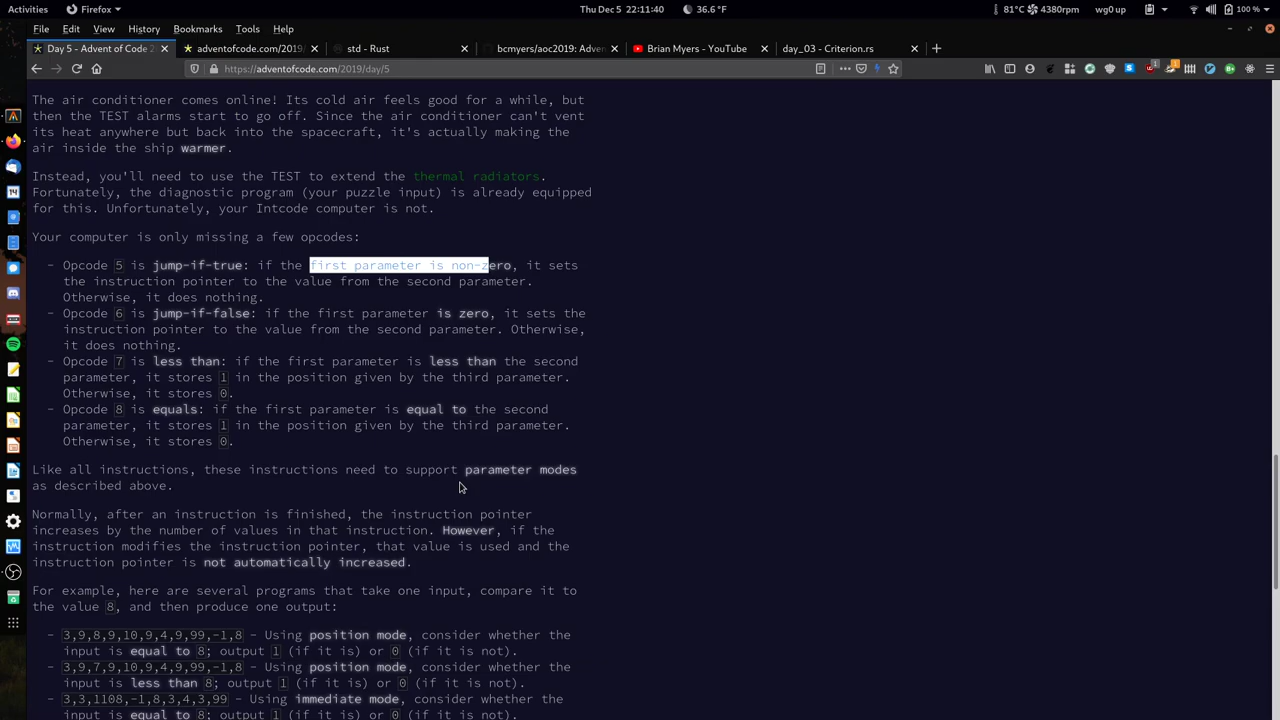 Activities
Firefox
Thu Dec 5 22:11:40
36.6 °F
81°C
4380rpm
wg0 up
100 %
File Edit View History Bookmarks Tools Help
Day 5 - Advent of Code 2
adventofcode.com/2019/
std - Rust
bcmyers/aoc2019: Adven
Brian Myers - YouTube
day_03 - Criterion.rs
https://adventofcode.com/2019/day/5
The air conditioner comes online! Its cold air feels good for a while, but
then the TEST alarms start to go off. Since the air conditioner can't vent
its heat anywhere but back into the spacecraft, it's actually making the
air inside the ship warmer.
Instead, you'll need to use the TEST to extend the thermal radiators.
Fortunately, the diagnostic program (your puzzle input) is already equipped
for this. Unfortunately, your Intcode computer is not.
Your computer is only missing a few opcodes:
- Opcode 5 is jump-if-true: if the first parameter is non-zero, it sets
the instruction pointer to the value from the second parameter.
Otherwise, it does nothing.
- Opcode 6 is jump-if-false: if the first parameter is zero, it sets the
instruction pointer to the value from the second parameter. Otherwise,
it does nothing.
- Opcode 7 is less than: if the first parameter is less than the second
parameter, it stores 1 in the position given by the third parameter.
Otherwise, it stores 0.
- Opcode 8 is equals: if the first parameter is equal to the second
parameter, it stores 1 in the position given by the third parameter.
Otherwise, it stores 0.
Like all instructions, these instructions need to support parameter modes
as described above.
Normally, after an instruction is finished, the instruction pointer
increases by the number of values in that instruction. However, if the
instruction modifies the instruction pointer, that value is used and the
instruction pointer is not automatically increased.
For example, here are several programs that take one input, compare it to
the value 8, and then produce one output:
- 3,9,8,9,10,9,4,9,99,-1,8 - Using position mode, consider whether the
input is equal to 8; output 1 (if it is) or 0 (if it is not).
- 3,9,7,9,10,9,4,9,99,-1,8 - Using position mode, consider whether the
input is less than 8; output 1 (if it is) or 0 (if it is not).
- 3,3,1108,-1,8,3,4,3,99 - Using immediate mode, consider whether the
input is equal to 8; output 1 (if it is) or 0 (if it is not).